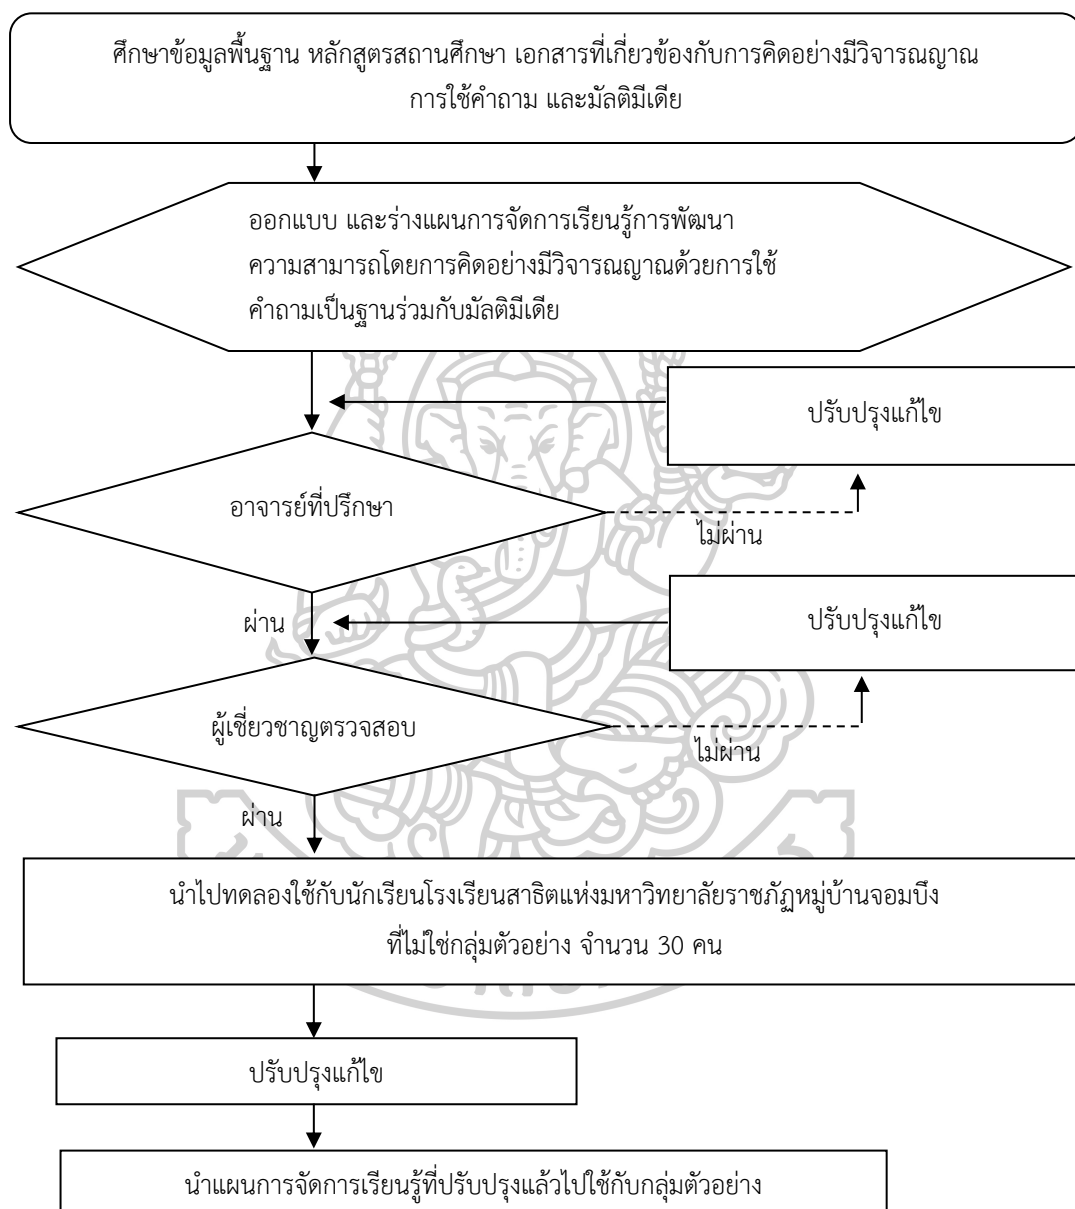 ศึกษาข้อมูลพื้นฐาน หลักสูตรสถานศึกษา เอกสารที่เกี่ยวข้องกับการคิดอย่างมีวิจารณญาณ
การใช้คำถาม และมัลติมีเดีย
ออกแบบ และร่างแผนการจัดการเรียนรู้การพัฒนา
ความสามารถโดยการคิดอย่างมีวิจารณญาณด้วยการใช้
คำถามเป็นฐานร่วมกับมัลติมีเดีย
ปรับปรุงแก้ไข
อาจารย์ที่ปรึกษา
ไม่ผ่าน
ผ่าน
ปรับปรุงแก้ไข
ผู้เชี่ยวชาญตรวจสอบ
ไม่ผ่าน
ผ่าน
นำไปทดลองใช้กับนักเรียนโรงเรียนสาธิตแห่งมหาวิทยาลัยราชภัฏหมู่บ้านจอมบึง
ที่ไม่ใช่กลุ่มตัวอย่าง จำนวน 30 คน
ปรับปรุงแก้ไข
นำแผนการจัดการเรียนรู้ที่ปรับปรุงแล้วไปใช้กับกลุ่มตัวอย่าง